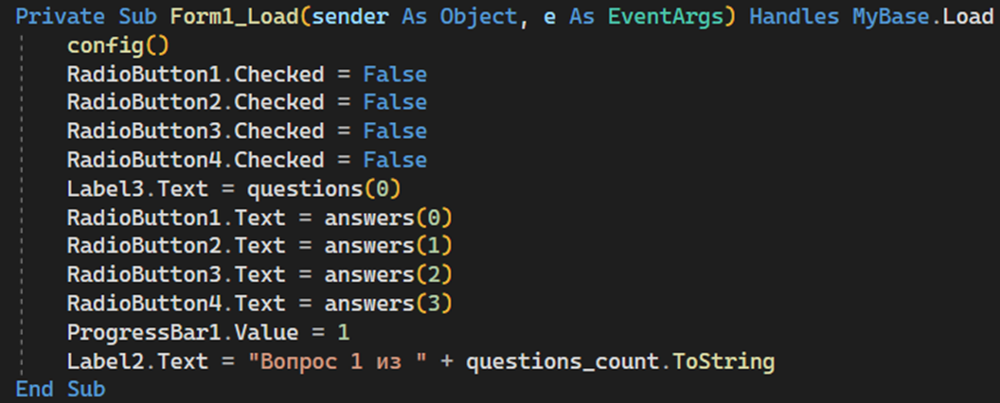 Private Sub Form1_Load(sender As Object, e As EventArgs) Handles MyBase.Load
config()
RadioButton1.Checked = False
RadioButton2.Checked = False
RadioButton3.Checked = False
RadioButton4.Checked = False
Label3.Text = questions(0)
RadioButton1.Text = answers(0)
RadioButton2.Text = answers(1)
RadioButton3.Text = answers(2)
RadioButton4.Text = answers(3)
ProgressBar1.Value = 1
Label2.Text = "Вопрос 1 из " + questions_count.ToString
End Sub